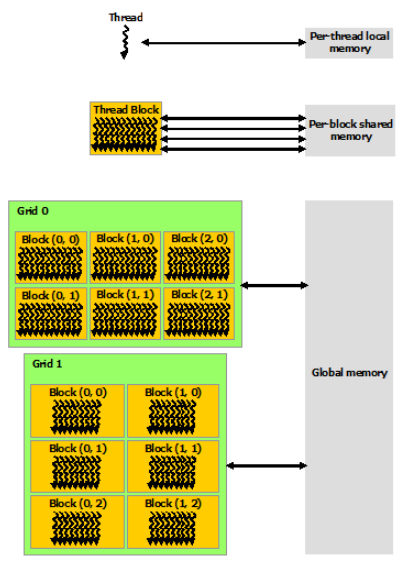 Thread
Per-thread local
memory
Thread Block
Per-block shared
memory
Grid 0
Block (0, 0) Block (1, 0) Block (2, 0)
Block (0, 1) Block (1, 1) Block (2, 1)
Grid 1
Block (0, 0) Block (1, 0)
Block (0, 1) Block (1, 1)
Block (0, 2) Block (1, 2)
Global memory